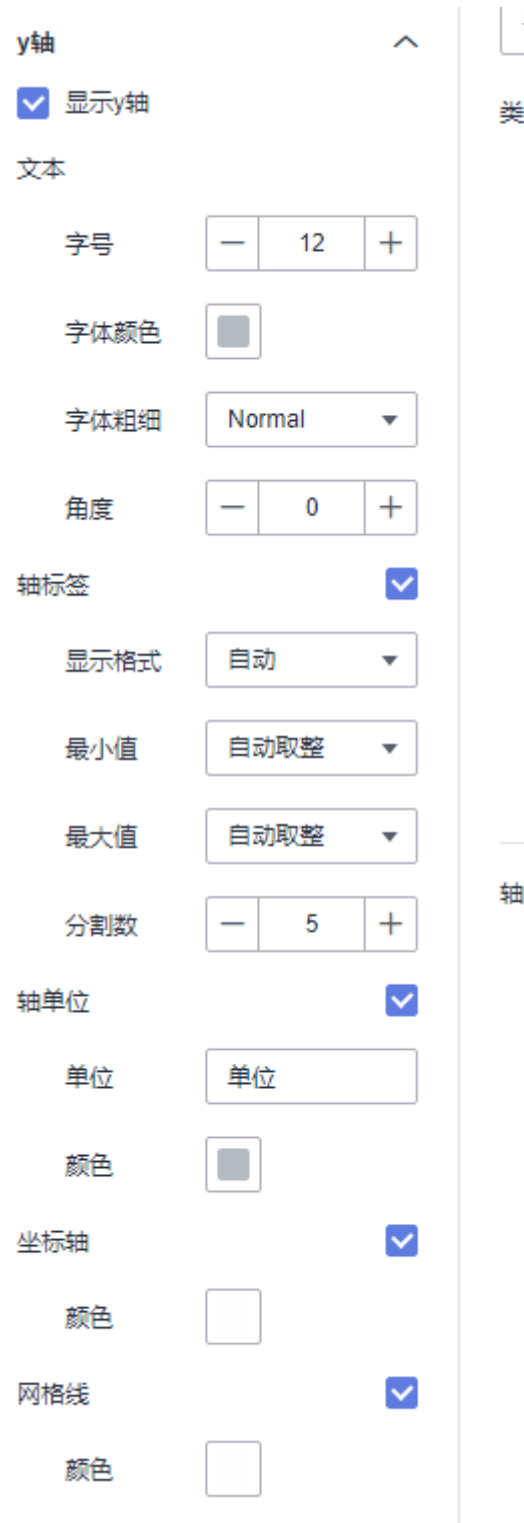 y轴
显示y轴
类
文本
字号 12
字体颜色
字体粗细 Normal
角度 0
轴标签
显示格式 自动
最小值 自动取整
最大值 自动取整
轴
分割数 5
轴单位
单位 单位
颜色
坐标轴
颜色
网格线
颜色